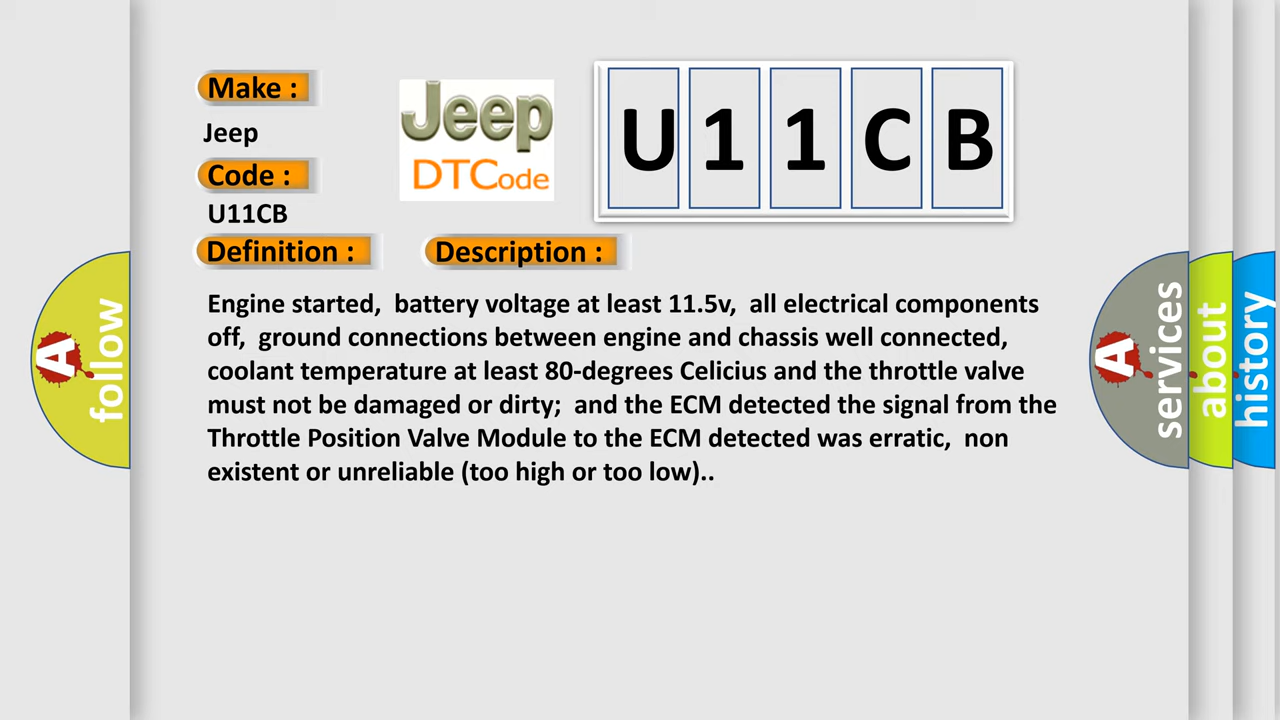 Make :
Jeep
Code :
U11CB
Jeep
DTCode
U11CB
Definition :
Description :
Engine started,  battery voltage at least 11.5v,  all electrical components
off,  ground connections between engine and chassis well connected,
coolant temperature at least 80-degrees Celicius and the throttle valve
must not be damaged or dirty;  and the ECM detected the signal from the
Throttle Position Valve Module to the ECM detected was erratic,  non
existent or unreliable (too high or too low)..
A follow
A services
about
history